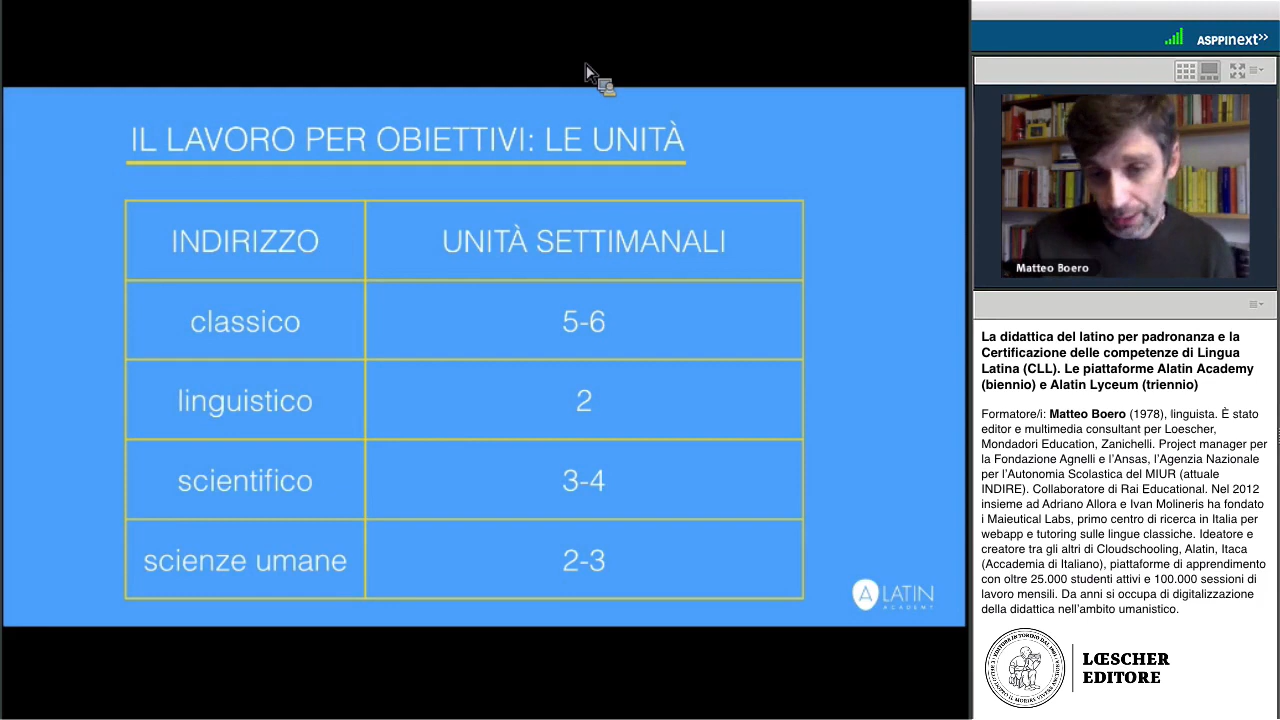 IL LAVORO PER OBIETTIVI: LE UNITÀ
INDIRIZZO UNITÀ SETTIMANALI
classico 5-6
linguistico 2
scientifico 3-4
scienze umane 2-3
A LATIN
ACADEMY
ASPPInext>>
Matteo Boero
La didattica del latino per padronanza e la
Certificazione delle competenze di Lingua
Latina (CLL). Le piattaforme Alatin Academy
(biennio) e Alatin Lyceum (triennio)
Formatore/i: Matteo Boero (1978), linguista. È stato
editor e multimedia consultant per Loescher,
Mondadori Education, Zanichelli. Project manager per
la Fondazione Agnelli e l'Ansas, l'Agenzia Nazionale
per l'Autonomia Scolastica del MIUR (attuale
INDIRE). Collaboratore di Rai Educational. Nel 2012
insieme ad Adriano Allora e Ivan Molineris ha fondato
i Maieutical Labs, primo centro di ricerca in Italia per
webapp e tutoring sulle lingue classiche. Ideatore e
creatore tra gli altri di Cloudschooling, Alatin, Itaca
(Accademia di Italiano), piattaforme di apprendimento
con oltre 25.000 studenti attivi e 100.000 sessioni di
lavoro mensili. Da anni si occupa di digitalizzazione
della didattica nell'ambito umanistico.
LŒSCHER
EDITORE